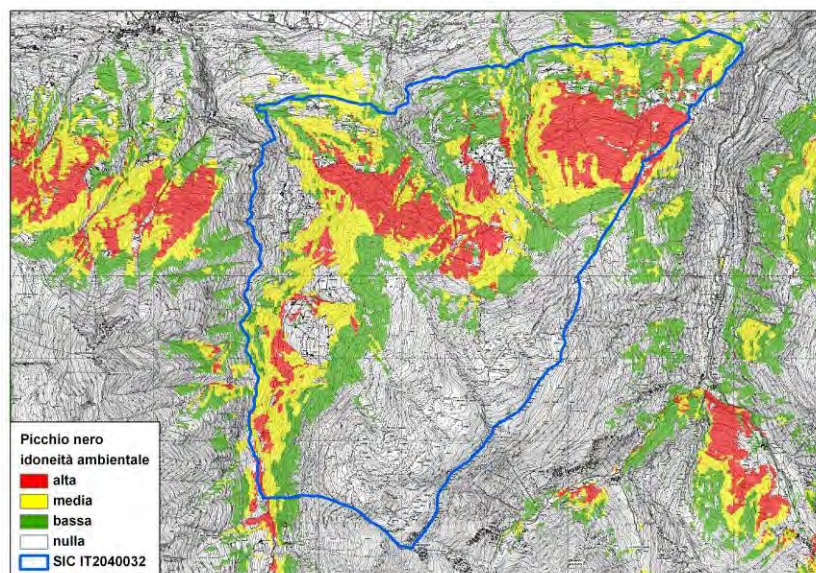 Picchio nero
idoneità ambientale
alta
media
bassa
nulla
SIC IT2040032